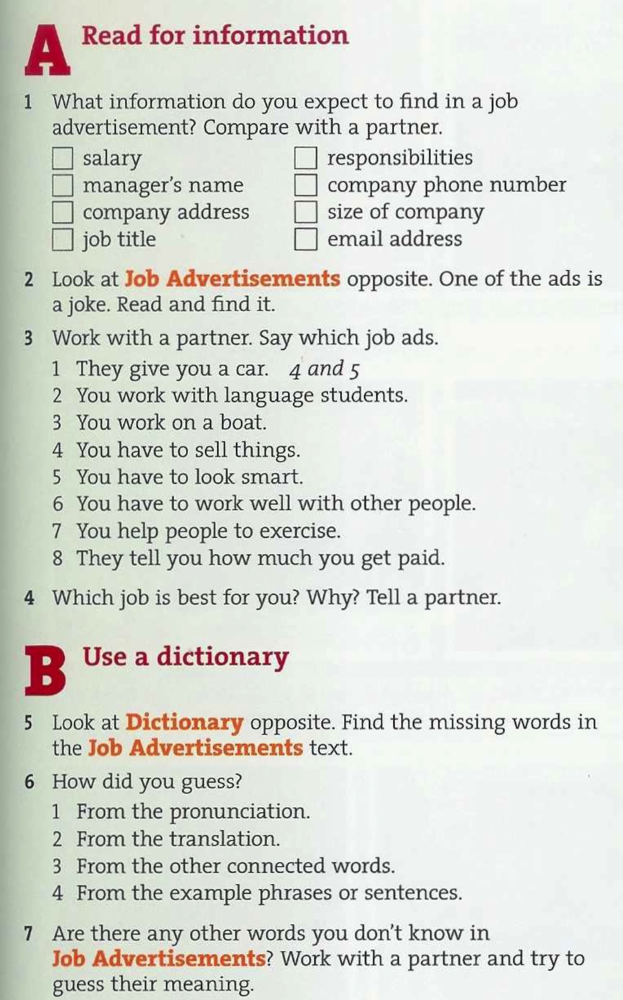 A Read for information
1 What information do you expect to find in a job
advertisement? Compare with a partner.
salary responsibilities
manager's name company phone number
company address size of company
job title email address
2 Look at Job Advertisements opposite. One of the ads is
a joke. Read and find it.
3 Work with a partner. Say which job ads.
1 They give you a car. 4 and 5
2 You work with language students.
3 You work on a boat.
4 You have to sell things.
5 You have to look smart.
6 You have to work well with other people.
7 You help people to exercise.
8 They tell you how much you get paid.
4 Which job is best for you? Why? Tell a partner.
B Use a dictionary
5 Look at Dictionary opposite. Find the missing words in
the Job Advertisements text.
6 How did you guess?
1 From the pronunciation.
2 From the translation.
3 From the other connected words.
4 From the example phrases or sentences.
7 Are there any other words you don't know in
Job Advertisements? Work with a partner and try to
guess their meaning.